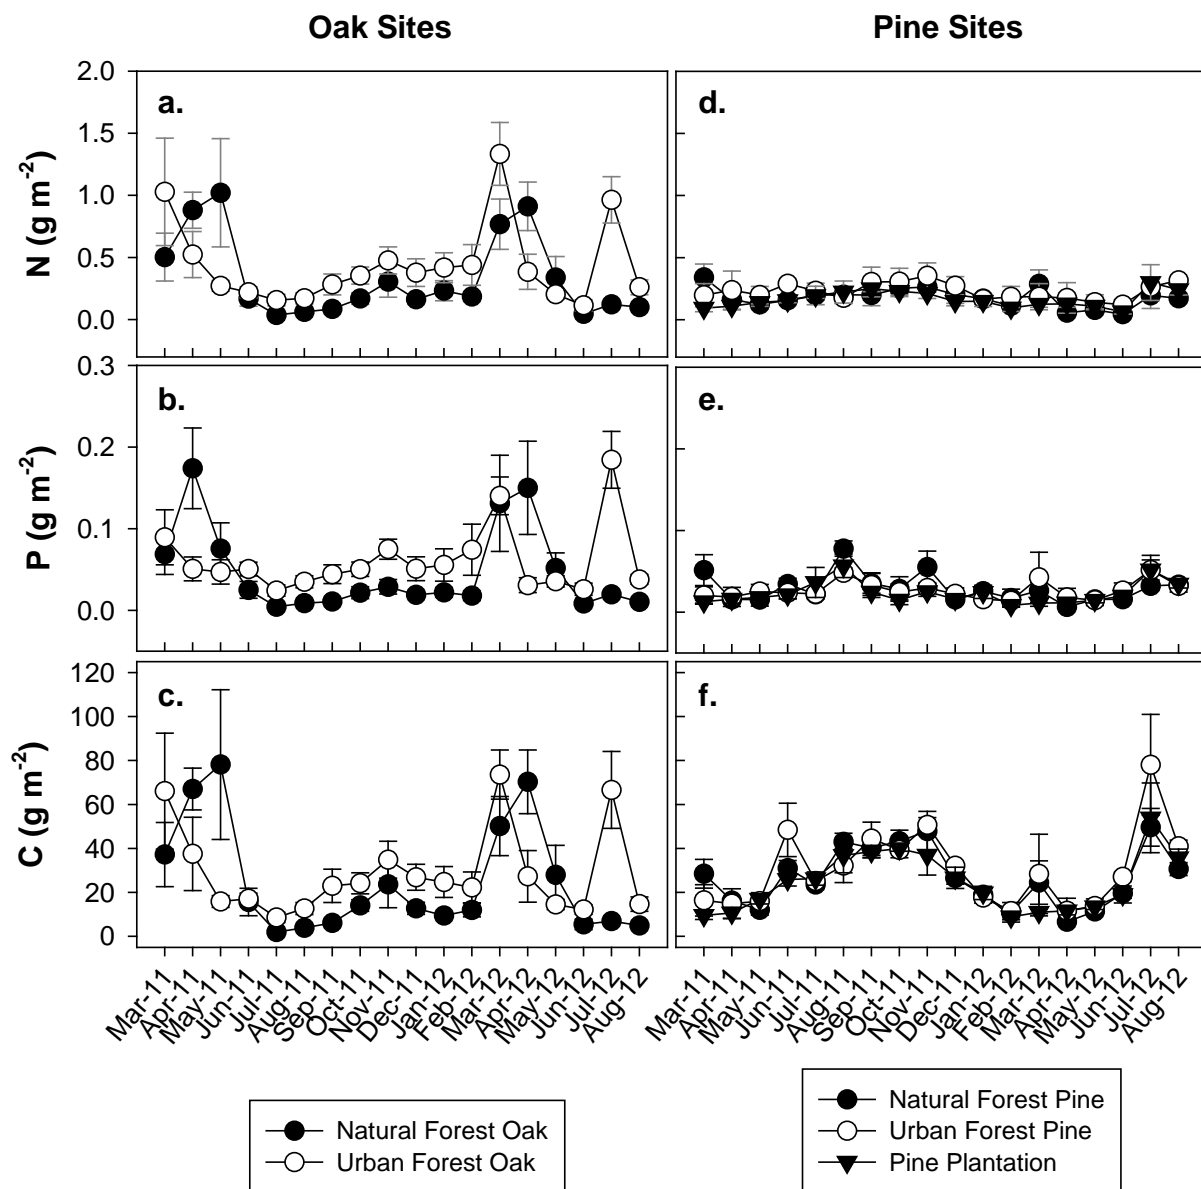 Oak Sites
Pine Sites
2.0
1.5
1.0
0.5
0.0
N (g m-2)
a.
d.
0.3
0.2
0.1
0.0
P (g m-2)
b.
e.
120
100
80
60
40
20
0
C (g m-2)
c.
f.
Mar-11
Apr-11
May-11
Jun-11
Jul-11
Aug-11
Sep-11
Oct-11
Nov-11
Dec-11
Jan-12
Feb-12
Mar-12
Apr-12
May-12
Jun-12
Jul-12
Aug-12
Mar-11
Apr-11
May-11
Jun-11
Jul-11
Aug-11
Sep-11
Oct-11
Nov-11
Dec-11
Jan-12
Feb-12
Mar-12
Apr-12
May-12
Jun-12
Jul-12
Aug-12
Natural Forest Oak
Urban Forest Oak
Natural Forest Pine
Urban Forest Pine
Pine Plantation